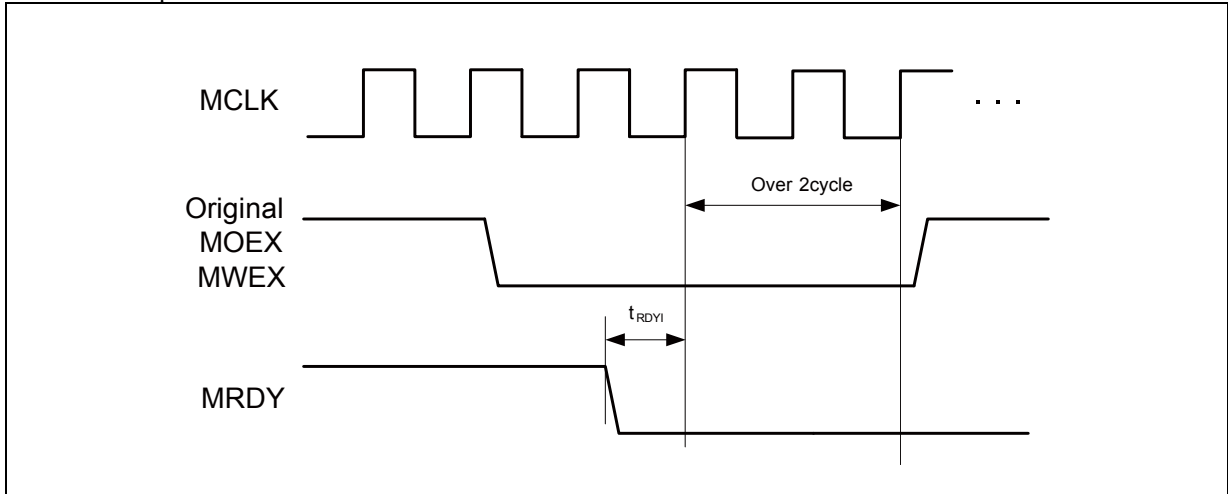 MCLK
. . .
Over 2cycle
Original
MOEX
MWEX
tRDYI
MRDY